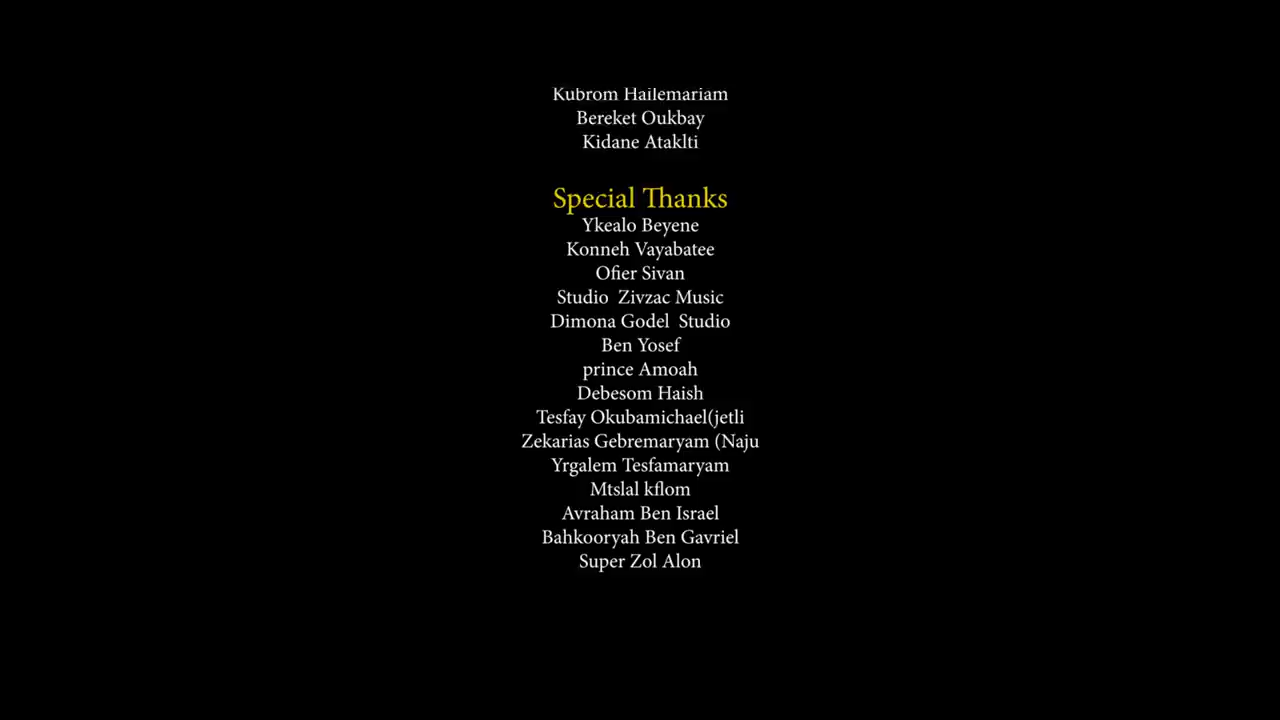 Kubrom Hailemariam
Bereket Oukbay
Kidane Ataklti
Special Thanks
Ykealo Beyene
Konneh Vayabatee
Ofier Sivan
Studio  Zivzac Music
Dimona Godel  Studio
Ben Yosef
prince Amoah
Debesom Haish
Tesfay Okubamichael(jetli
Zekarias Gebremaryam (Naju
Yrgalem Tesfamaryam
Mtslal kflom
Avraham Ben Israel
Bahkooryah Ben Gavriel
Super Zol Alon